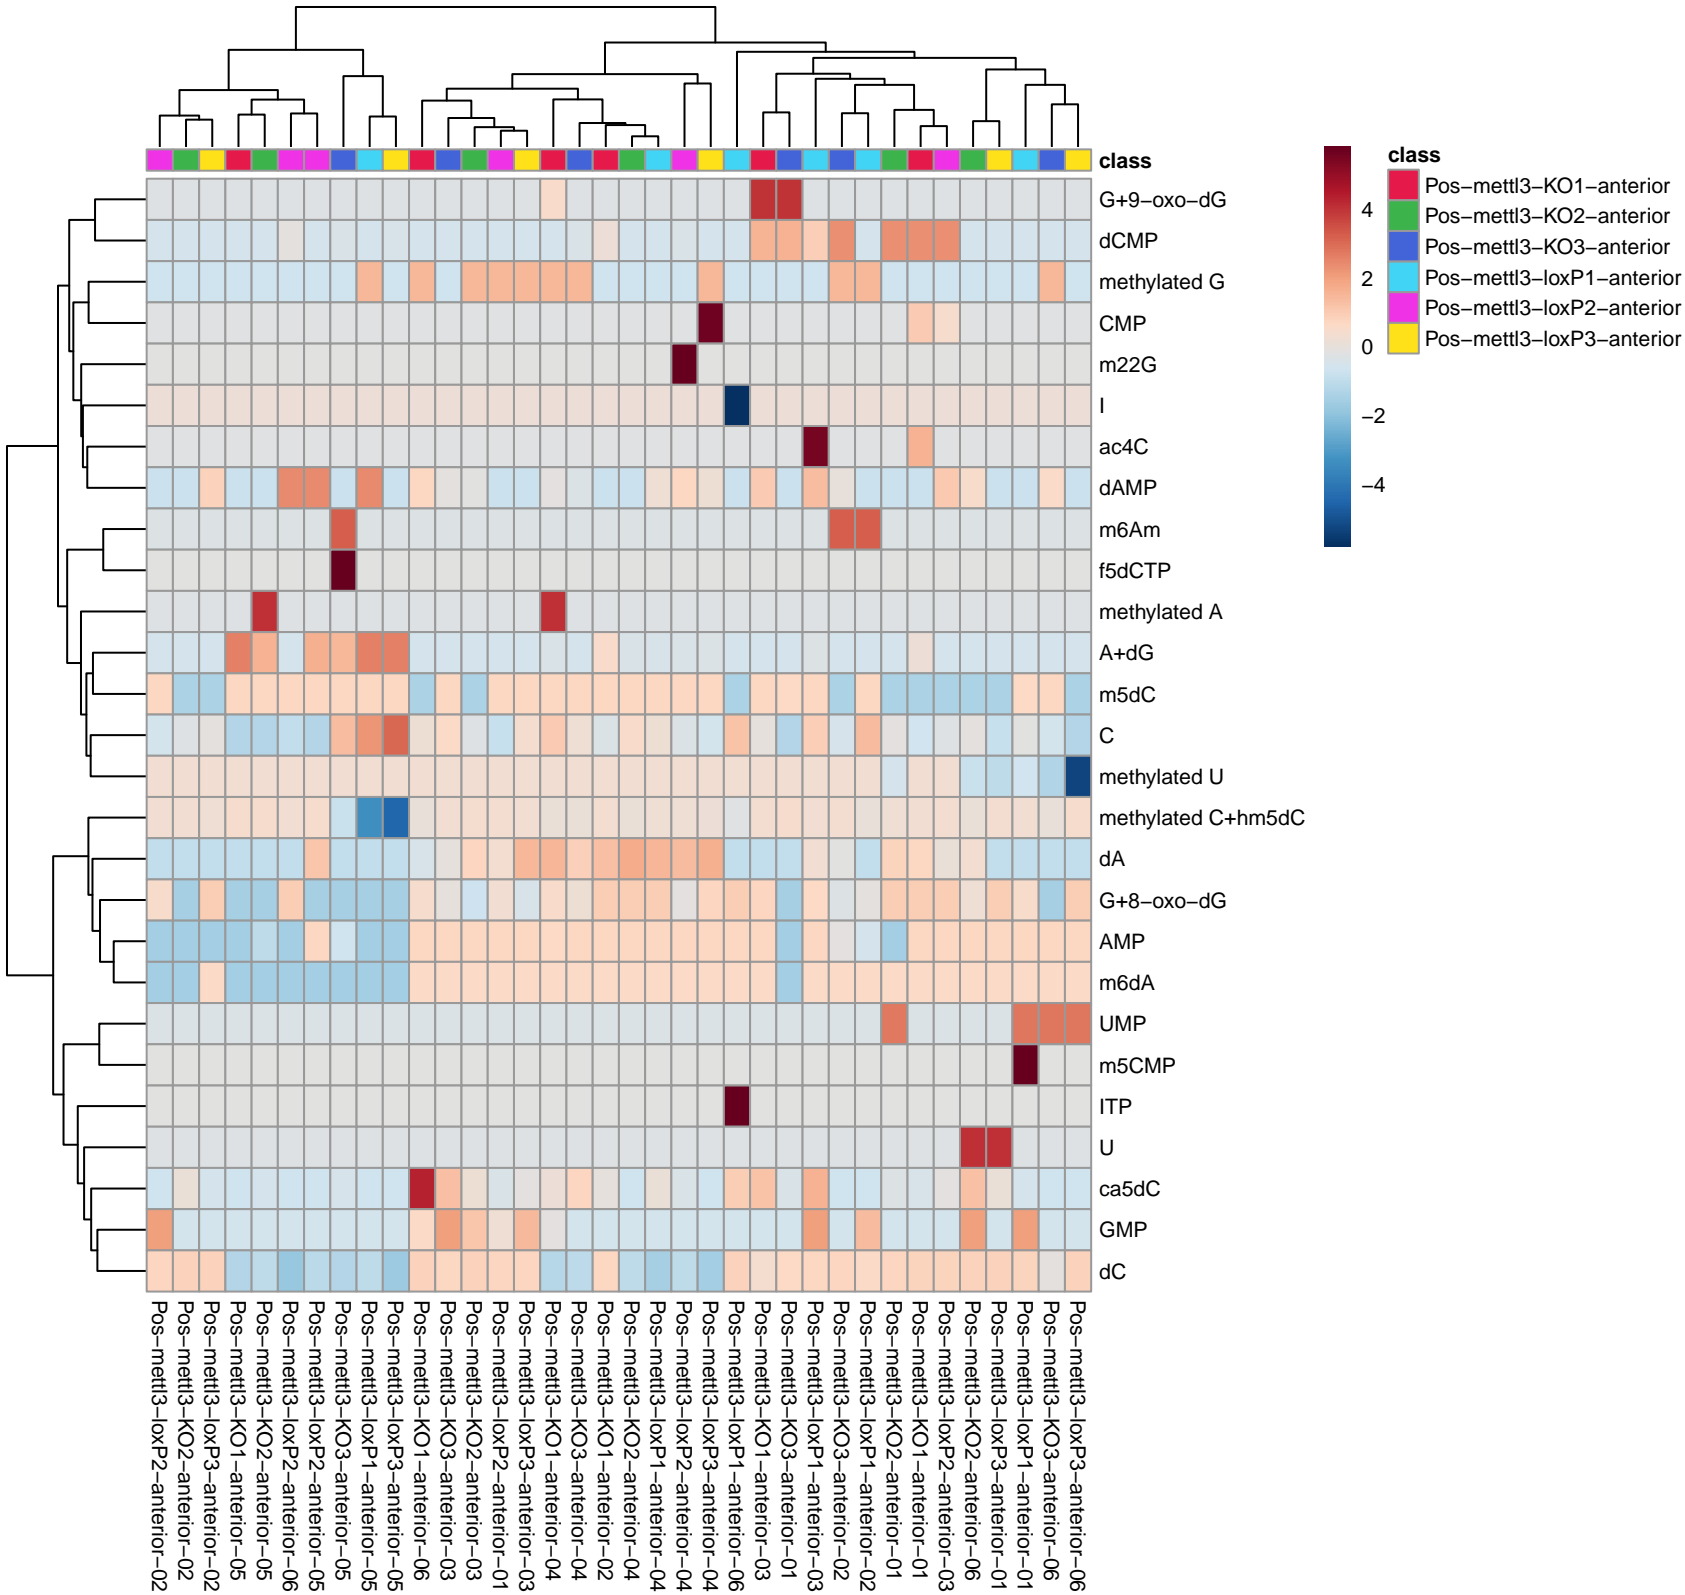 class
G+9−oxo−dG
dCMP
methylated G
CMP
m22G
I
ac4C
dAMP
m6Am
f5dCTP
methylated A
A+dG
m5dC
C
methylated U
methylated C+hm5dC
dA
G+8−oxo−dG
AMP
m6dA
UMP
m5CMP
ITP
U
ca5dC
GMP
dC
4
2
0
−2
−4
class
Pos−mettl3−KO1−anterior
Pos−mettl3−KO2−anterior
Pos−mettl3−KO3−anterior
Pos−mettl3−loxP1−anterior
Pos−mettl3−loxP2−anterior
Pos−mettl3−loxP3−anterior
Pos−mettl3−loxP2−anterior−02
Pos−mettl3−KO2−anterior−02
Pos−mettl3−loxP3−anterior−02
Pos−mettl3−KO1−anterior−05
Pos−mettl3−KO2−anterior−05
Pos−mettl3−loxP2−anterior−06
Pos−mettl3−loxP2−anterior−05
Pos−mettl3−KO3−anterior−05
Pos−mettl3−loxP1−anterior−05
Pos−mettl3−loxP3−anterior−05
Pos−mettl3−KO1−anterior−06
Pos−mettl3−KO3−anterior−03
Pos−mettl3−KO2−anterior−03
Pos−mettl3−loxP2−anterior−01
Pos−mettl3−loxP3−anterior−03
Pos−mettl3−KO1−anterior−04
Pos−mettl3−KO3−anterior−04
Pos−mettl3−KO1−anterior−02
Pos−mettl3−KO2−anterior−04
Pos−mettl3−loxP1−anterior−04
Pos−mettl3−loxP2−anterior−04
Pos−mettl3−loxP3−anterior−04
Pos−mettl3−loxP1−anterior−06
Pos−mettl3−KO1−anterior−03
Pos−mettl3−KO3−anterior−01
Pos−mettl3−loxP1−anterior−03
Pos−mettl3−KO3−anterior−02
Pos−mettl3−loxP1−anterior−02
Pos−mettl3−KO2−anterior−01
Pos−mettl3−KO1−anterior−01
Pos−mettl3−loxP2−anterior−03
Pos−mettl3−KO2−anterior−06
Pos−mettl3−loxP3−anterior−01
Pos−mettl3−loxP1−anterior−01
Pos−mettl3−KO3−anterior−06
Pos−mettl3−loxP3−anterior−06